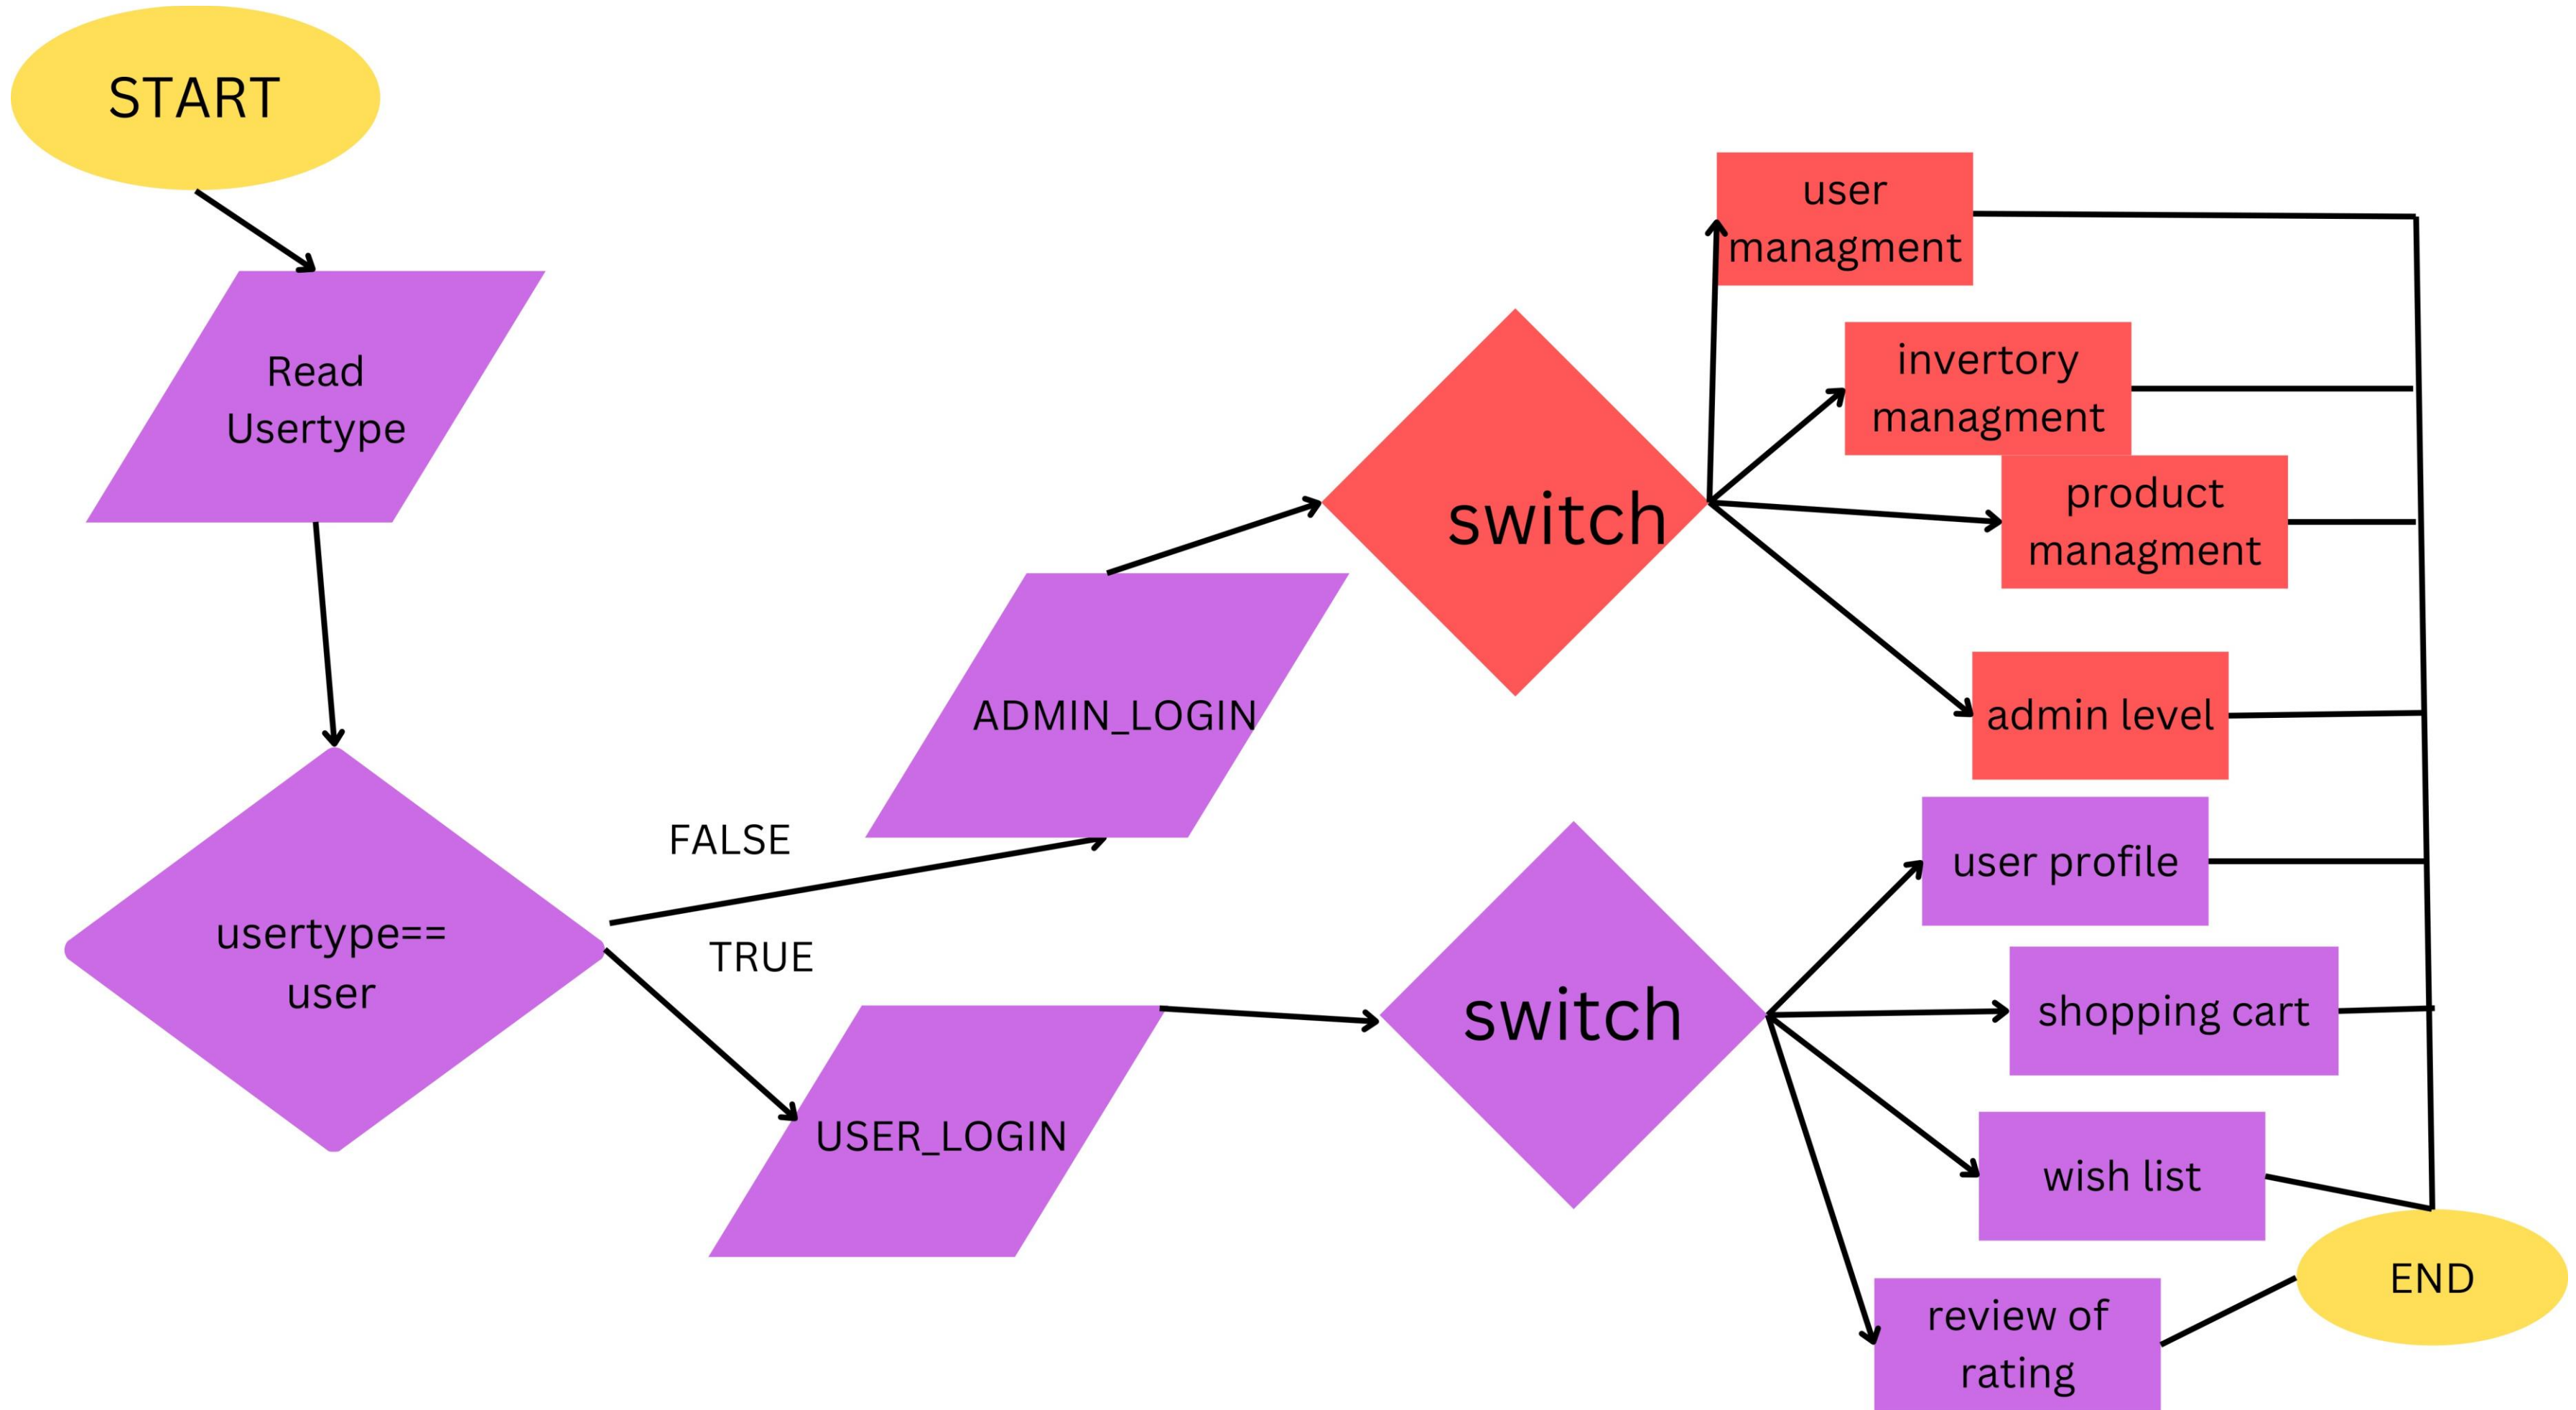 START
Read
Usertype
usertype==
user
FALSE
TRUE
ADMIN_LOGIN
USER_LOGIN
switch
user
managment
invertory
managment
product
managment
admin level
switch
user profile
shopping cart
wish list
review of
rating
END